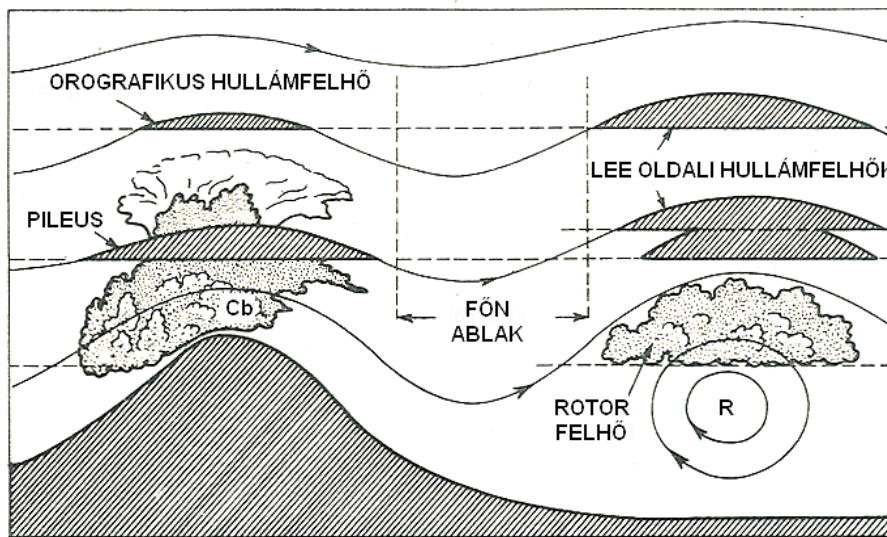 OROGRAFIKUS HULLÁMFELHŐ
LEE OLDALI HULLÁMFELHŐK
PILEUS
Cb
FŐN
ABLAK
ROTOR
FELHŐ
R